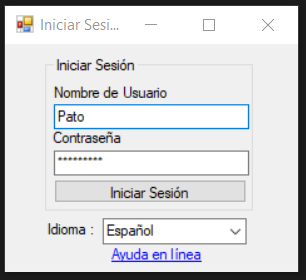 Iniciar Sesi...
Iniciar Sesión
Nombre de Usuario
Pato
Contraseña
*********
Iniciar Sesión
Idioma : Español
Ayuda en línea